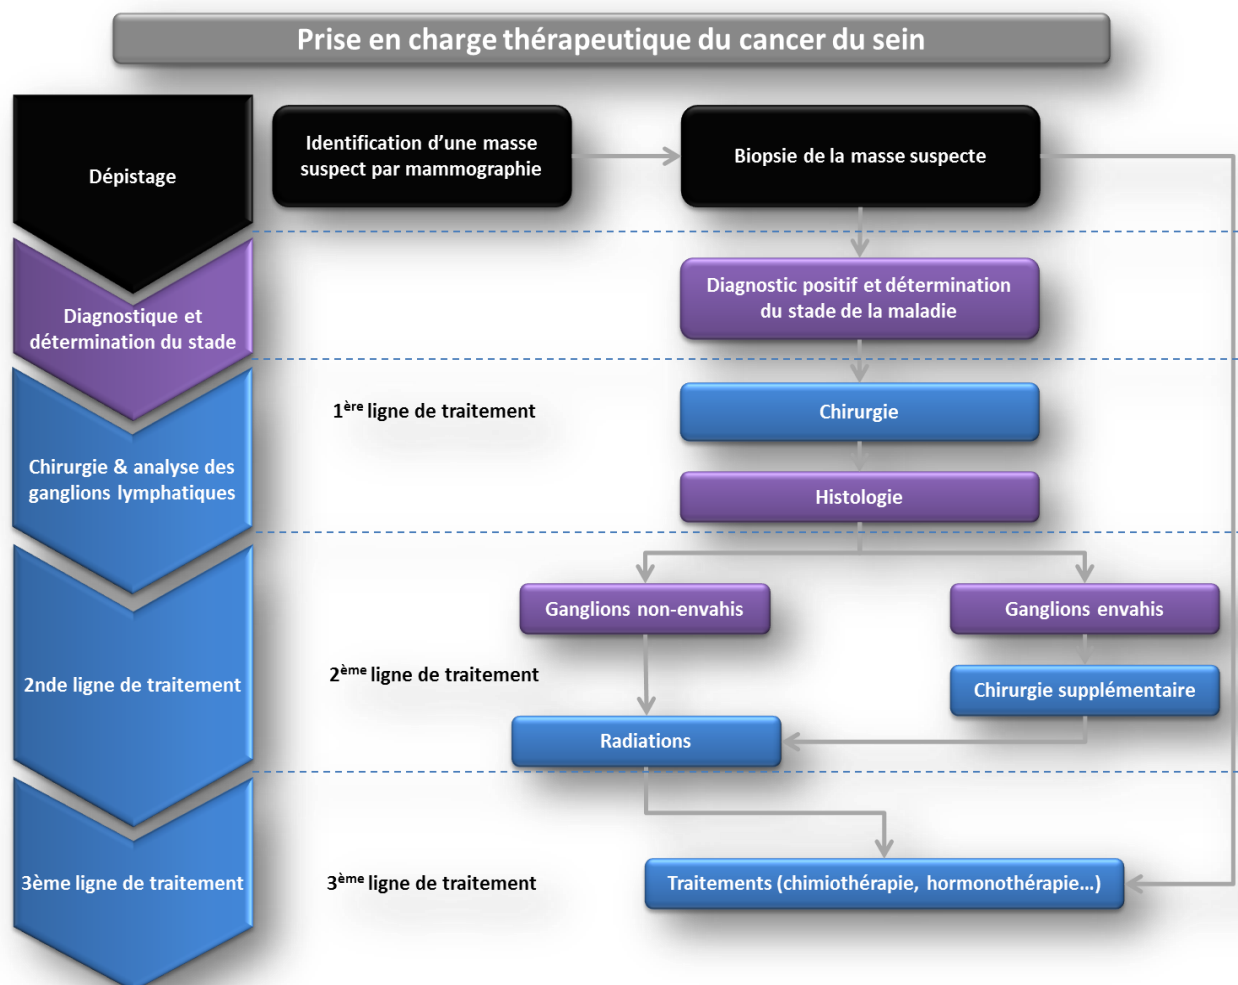 Prise en charge thérapeutique du cancer du sein
Dépistage
Identification d’une masse
suspect par mammographie
Biopsie de la masse suspecte
Diagnostique et
détermination du stade
Diagnostic positif et détermination
du stade de la maladie
Chirurgie & analyse des
ganglions lymphatiques
1ère ligne de traitement
Chirurgie
Histologie
2nde ligne de traitement
2ème ligne de traitement
Ganglions non-envahis
Ganglions envahis
Chirurgie supplémentaire
Radiations
3ème ligne de traitement
3ème ligne de traitement
Traitements (chimiothérapie, hormonothérapie…)